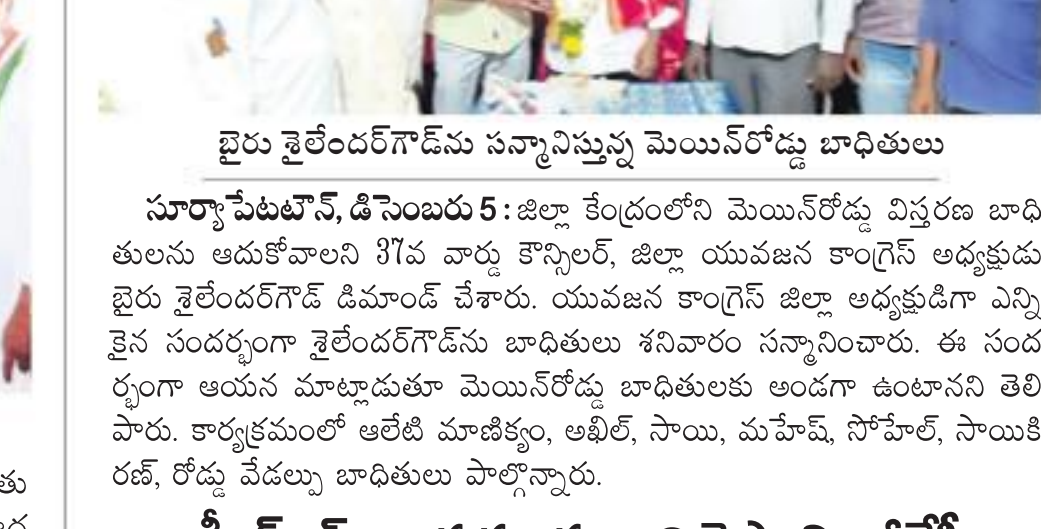 బైరు శైలేందర్‌గౌడ్‌ను సన్మానిస్తున్న మెయిన్‌రోడ్డు బాధితులు
సూర్యాపేటటౌన్, డిసెంబరు 5 : జిల్లా కేంద్రంలోని మెయిన్‌రోడ్డు విస్తరణ బాధి
తులను ఆదుకోవాలని 37వ వార్డు కౌన్సిలర్, జిల్లా యువజన కాంగ్రెస్ అధ్యక్షుడు
బైరు శైలేందర్‌గౌడ్ డిమాండ్ చేశారు. యువజన కాంగ్రెస్ జిల్లా అధ్యక్షుడిగా ఎన్ని
కైన సందర్భంగా శైలేందర్‌గౌడ్‌ను బాధితులు శనివారం సన్మానించారు. ఈ సంద
ర్భంగా ఆయన మాట్లాడుతూ మెయిన్‌రోడ్డు బాధితులకు అండగా ఉంటానని తెలి
పారు. కార్యక్రమంలో ఆలేటి మాణిక్యం, అఖిల్, సాయి, మహేష్, సోహేల్, సాయికి
రణ్, రోడ్డు వేడల్పు బాధితులు పాల్గొన్నారు.
తు